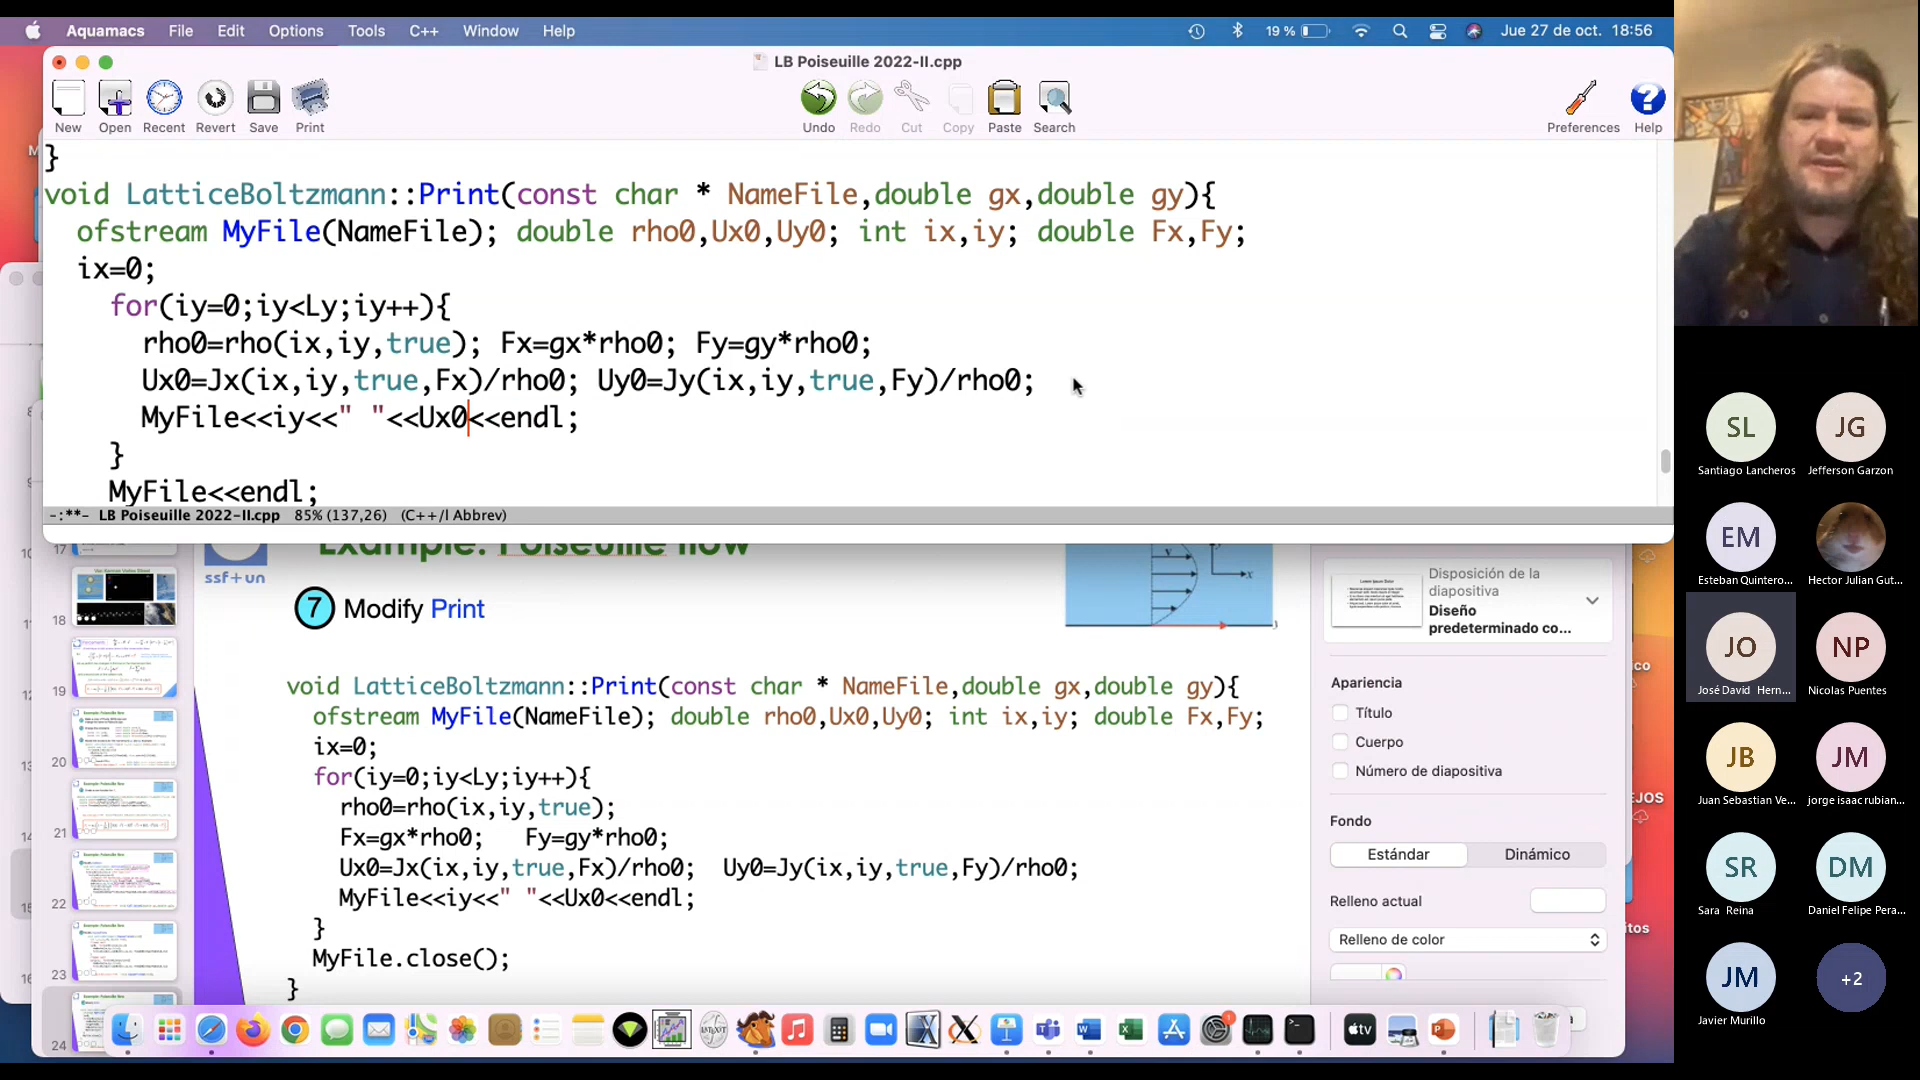 Aquamacs File Edit Options Tools C++ Window Help 19 % Jue 27 de oct. 18:56
LB Poiseuille 2022-II.cpp
New Open Recent Revert Save Print Undo Redo Cut Copy Paste Search Preferences Help
}
void LatticeBoltzmann::Print(const char * NameFile,double gx,double gy){
ofstream MyFile(NameFile); double rho0,Ux0,Uy0; int ix,iy; double Fx,Fy;
ix=0;
for(iy=0;iy<Ly;iy++){
rho0=rho(ix,iy,true); Fx=gx*rho0; Fy=gy*rho0;
Ux0=Jx(ix,iy,true,Fx)/rho0; Uy0=Jy(ix,iy,true,Fy)/rho0;
MyFile<<iy<<" "<<Ux0<<endl;
}
MyFile<<endl;
-:**- LB Poiseuille 2022-II.cpp 85% (137,26) (C++/l Abbrev)
Example: Poiseuille flow
ssf+un
7 Modify Print
v
x
void LatticeBoltzmann::Print(const char * NameFile,double gx,double gy){
ofstream MyFile(NameFile); double rho0,Ux0,Uy0; int ix,iy; double Fx,Fy;
ix=0;
for(iy=0;iy<Ly;iy++){
rho0=rho(ix,iy,true);
Fx=gx*rho0; Fy=gy*rho0;
Ux0=Jx(ix,iy,true,Fx)/rho0; Uy0=Jy(ix,iy,true,Fy)/rho0;
MyFile<<iy<<" "<<Ux0<<endl;
}
MyFile.close();
}
17
18
19
20
21
22
23
24
Disposición de la
diapositiva
Diseño
predeterminado co...
Apariencia
Título
Cuerpo
Número de diapositiva
Fondo
Estándar Dinámico
Relleno actual
Relleno de color
SL JG
Santiago Lancheros Jefferson Garzon
EM
Esteban Quintero... Hector Julian Gut...
JO NP
José David Hern... Nicolas Puentes
JB JM
Juan Sebastian Ve... jorge isaac rubian...
SR DM
Sara Reina Daniel Felipe Pera...
JM +2
Javier Murillo